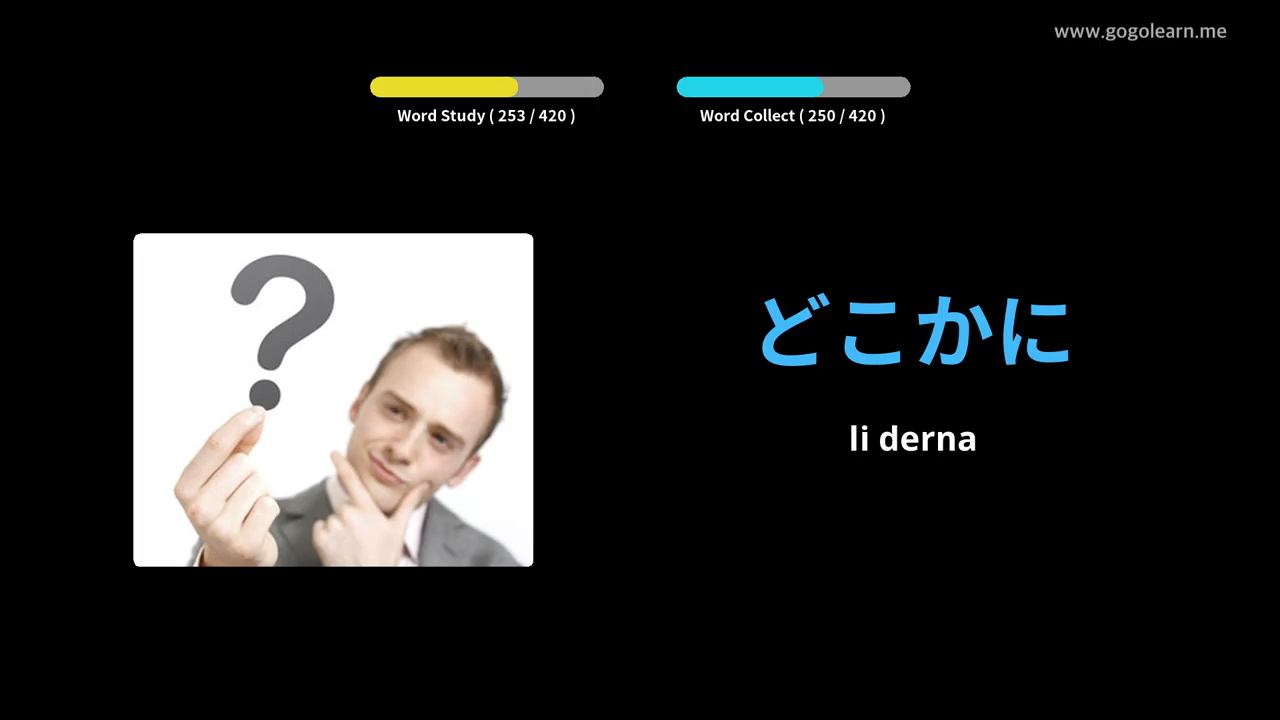 www.gogolearn.me
Word Study ( 253 / 420 )
Word Collect ( 250 / 420 )
どこかに
li derna